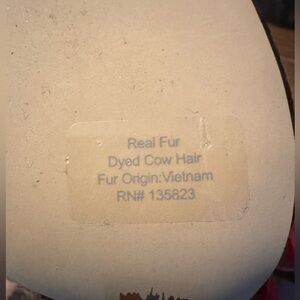 Real Fur
Dyed Cow Hair
Fur Origin:Vietnam
RN# 135823